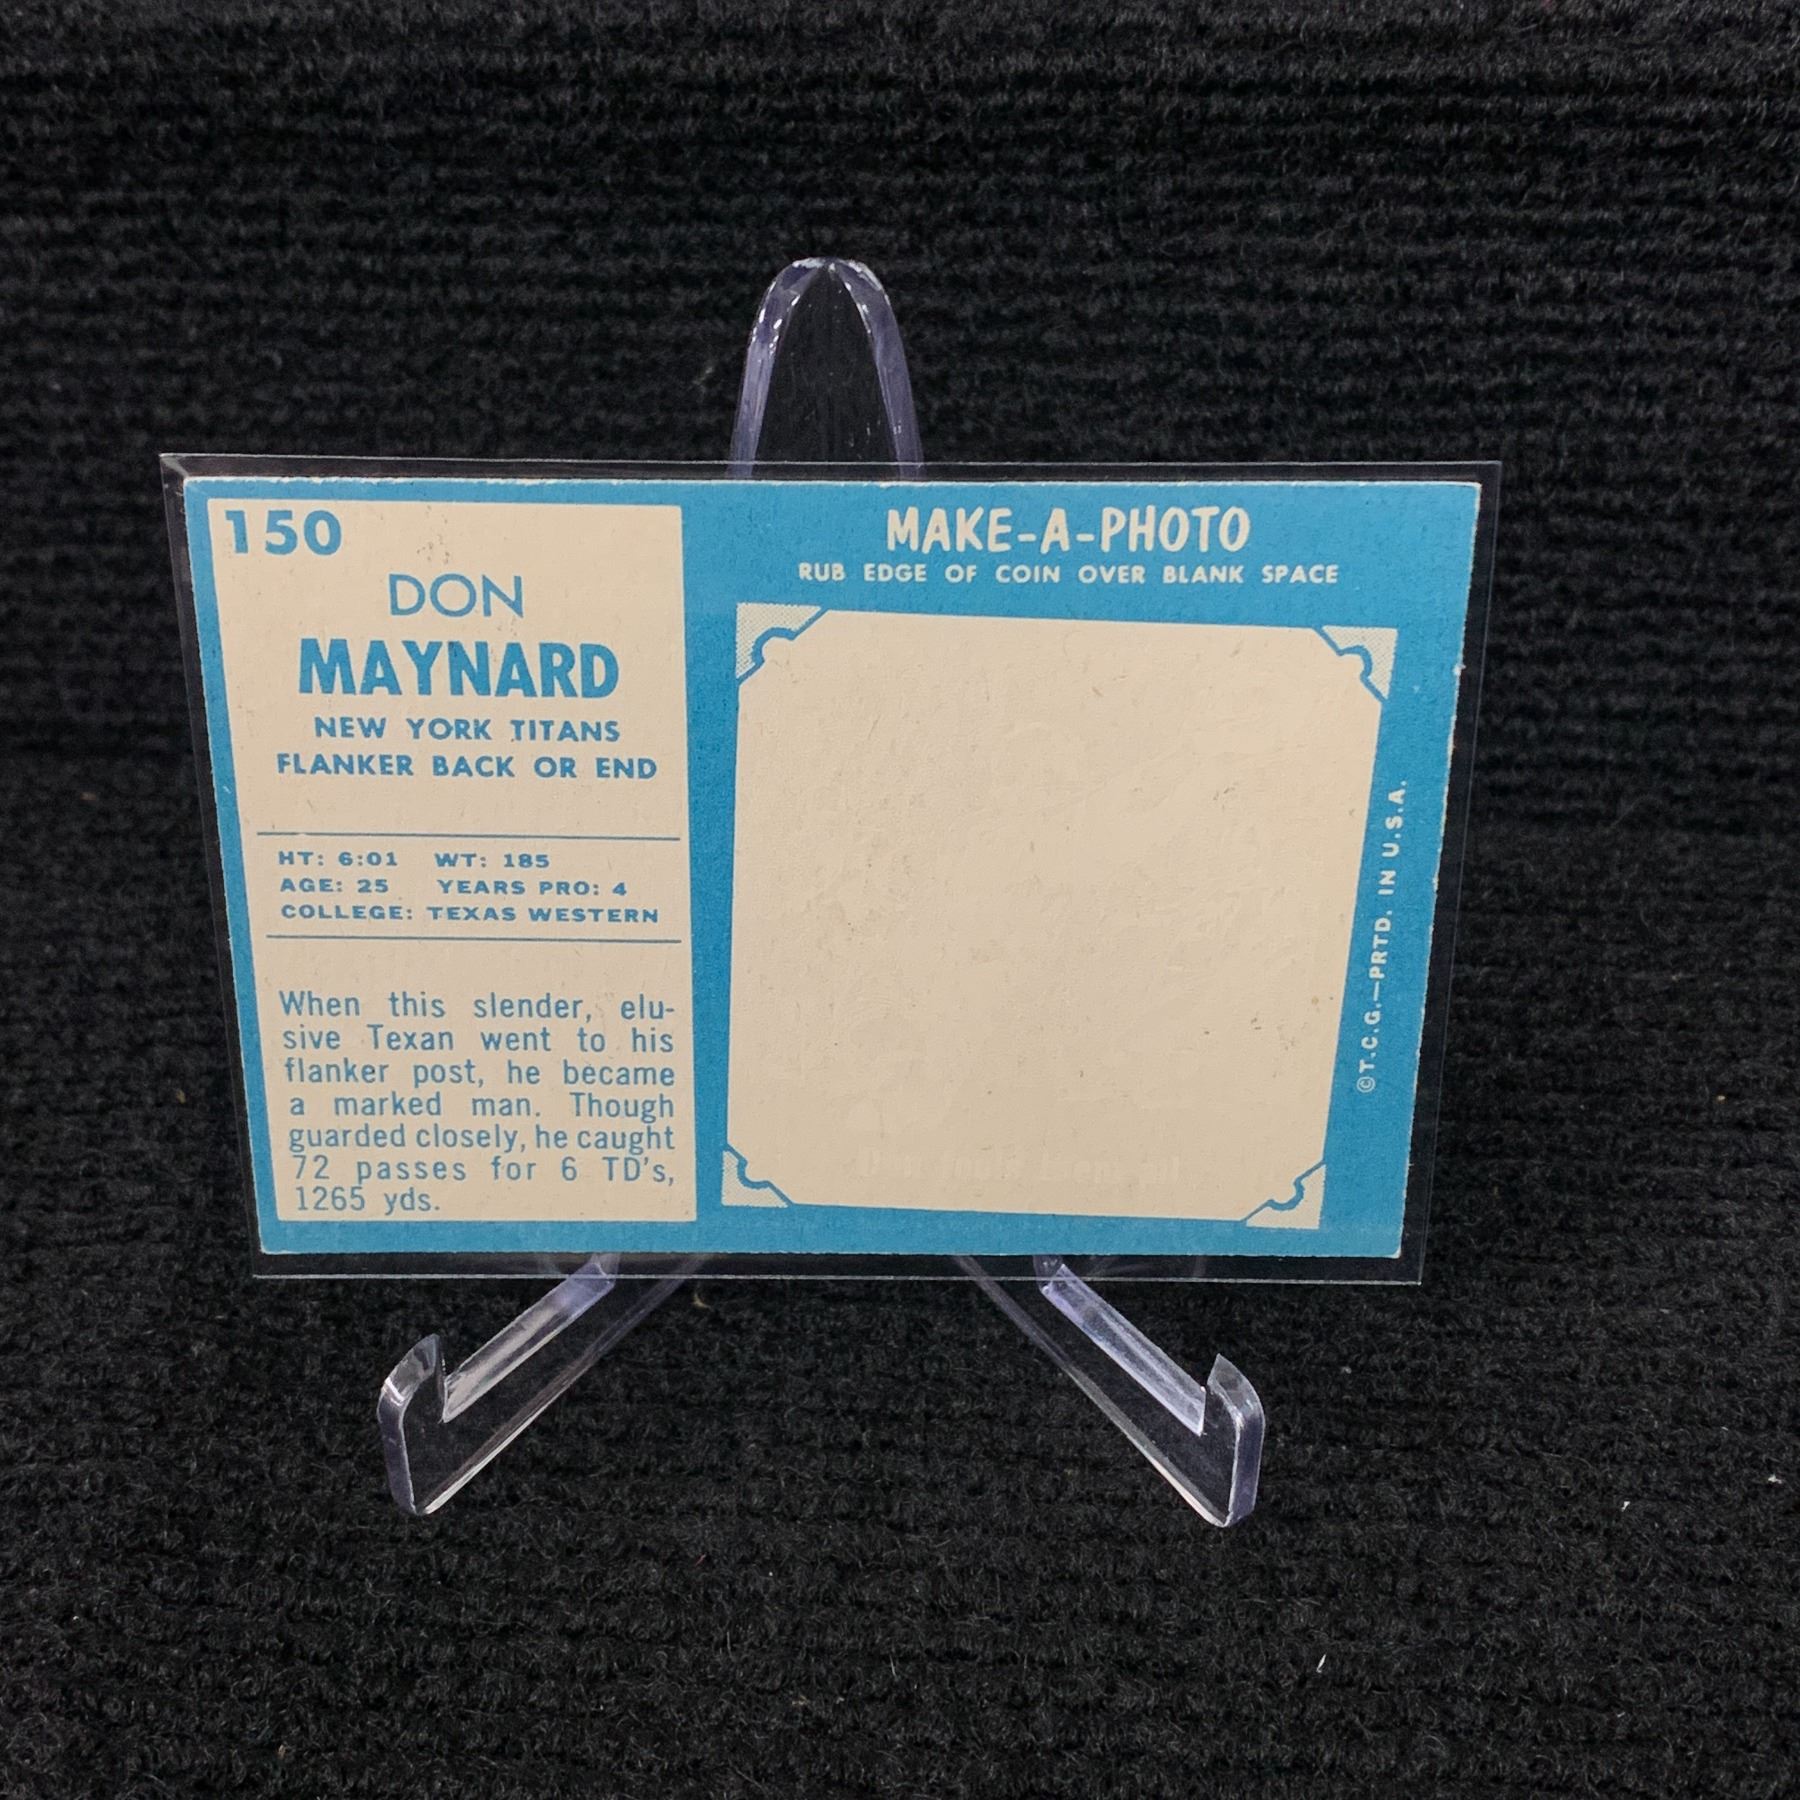 150
DON
MAYNARD
NEW YORK TITANS
FLANKER BACK OR END
HT: 6:01 WT: 185
AGE: 25 YEARS PRO: 4
COLLEGE: TEXAS WESTERN
When this slender, elu-
sive Texan went to his
flanker post, he became
a marked man. Though
guarded closely, he caught
72 passes for 6 TD's,
1265 yds.
MAKE-A-PHOTO
RUB EDGE OF COIN OVER BLANK SPACE
©T.C.G.—PRTD. IN U.S.A.